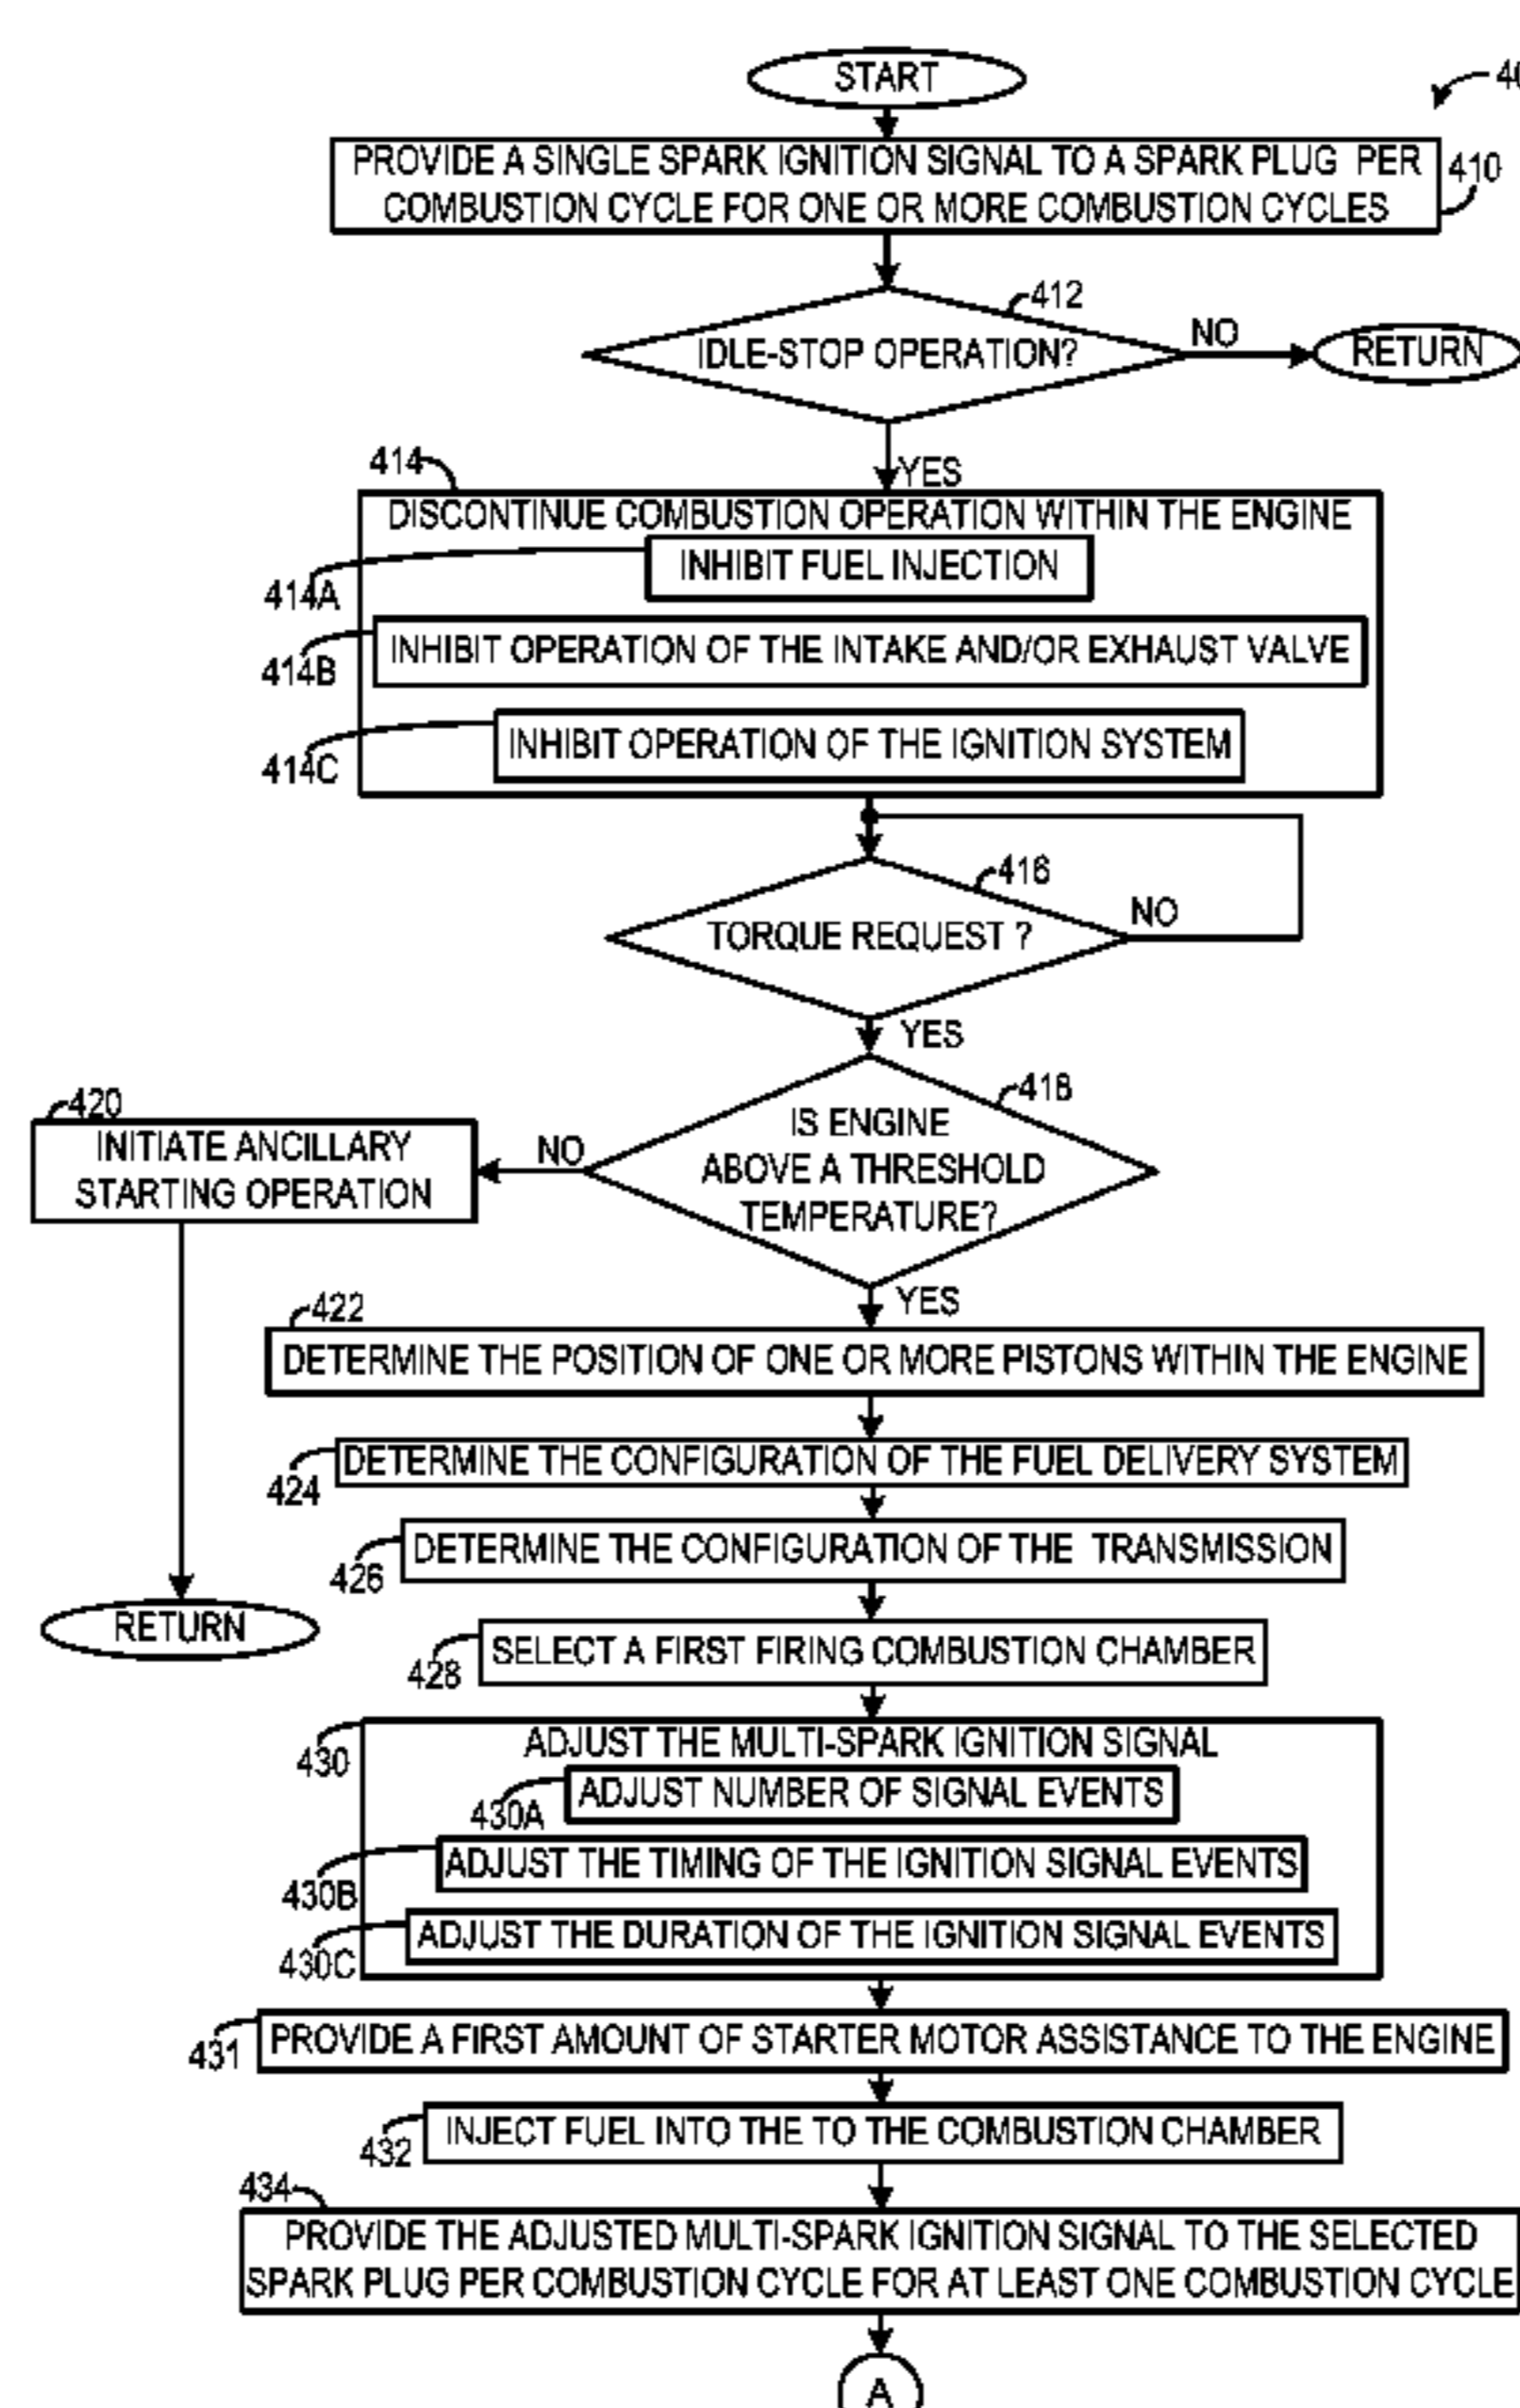 START
40
PROVIDE A SINGLE SPARK IGNITION SIGNAL TO A SPARK PLUG PER
COMBUSTION CYCLE FOR ONE OR MORE COMBUSTION CYCLES
410
412
IDLE-STOP OPERATION?
NO
RETURN
YES
414
DISCONTINUE COMBUSTION OPERATION WITHIN THE ENGINE
INHIBIT FUEL INJECTION
414A
INHIBIT OPERATION OF THE INTAKE AND/OR EXHAUST VALVE
414B
INHIBIT OPERATION OF THE IGNITION SYSTEM
414C
416
TORQUE REQUEST ?
NO
YES
418
IS ENGINE
ABOVE A THRESHOLD
TEMPERATURE?
NO
420
INITIATE ANCILLARY
STARTING OPERATION
RETURN
YES
422
DETERMINE THE POSITION OF ONE OR MORE PISTONS WITHIN THE ENGINE
DETERMINE THE CONFIGURATION OF THE FUEL DELIVERY SYSTEM
424
DETERMINE THE CONFIGURATION OF THE TRANSMISSION
426
SELECT A FIRST FIRING COMBUSTION CHAMBER
428
ADJUST THE MULTI-SPARK IGNITION SIGNAL
430
ADJUST NUMBER OF SIGNAL EVENTS
430A
ADJUST THE TIMING OF THE IGNITION SIGNAL EVENTS
430B
ADJUST THE DURATION OF THE IGNITION SIGNAL EVENTS
430C
PROVIDE A FIRST AMOUNT OF STARTER MOTOR ASSISTANCE TO THE ENGINE
431
INJECT FUEL INTO THE TO THE COMBUSTION CHAMBER
432
434
PROVIDE THE ADJUSTED MULTI-SPARK IGNITION SIGNAL TO THE SELECTED
SPARK PLUG PER COMBUSTION CYCLE FOR AT LEAST ONE COMBUSTION CYCLE
A